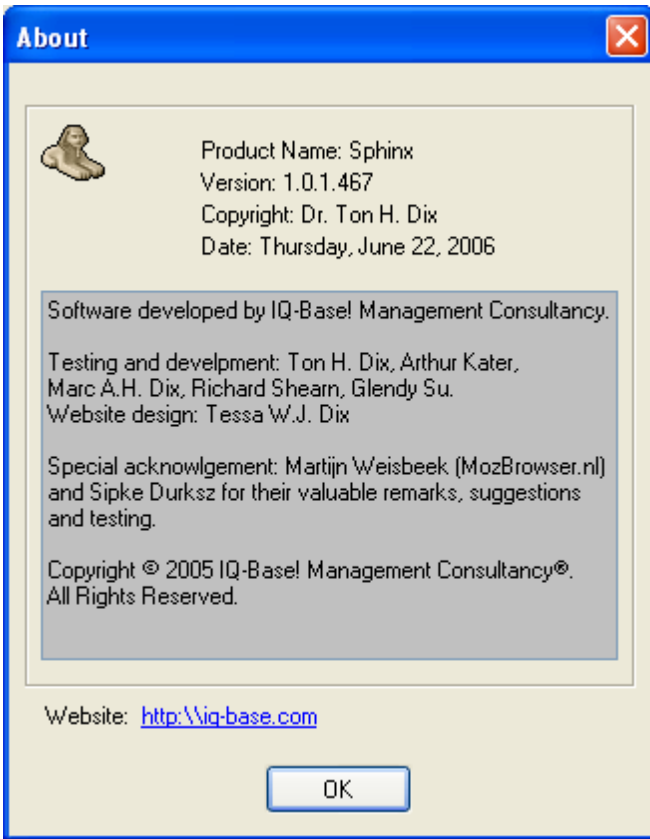 About
Product Name: Sphinx
Version: 1.0.1.467
Copyright: Dr. Ton H. Dix
Date: Thursday, June 22, 2006
Software developed by IQ-Base! Management Consultancy.
Testing and develpment: Ton H. Dix, Arthur Kater,
Marc A.H. Dix, Richard Shearn, Glendy Su.
Website design: Tessa W.J. Dix
Special acknowlgement: Martijn Weisbeek (MozBrowser.nl)
and Sipke Durksz for their valuable remarks, suggestions
and testing.
Copyright © 2005 IQ-Base! Management Consultancy®.
All Rights Reserved.
Website: http:\\iq-base.com
OK